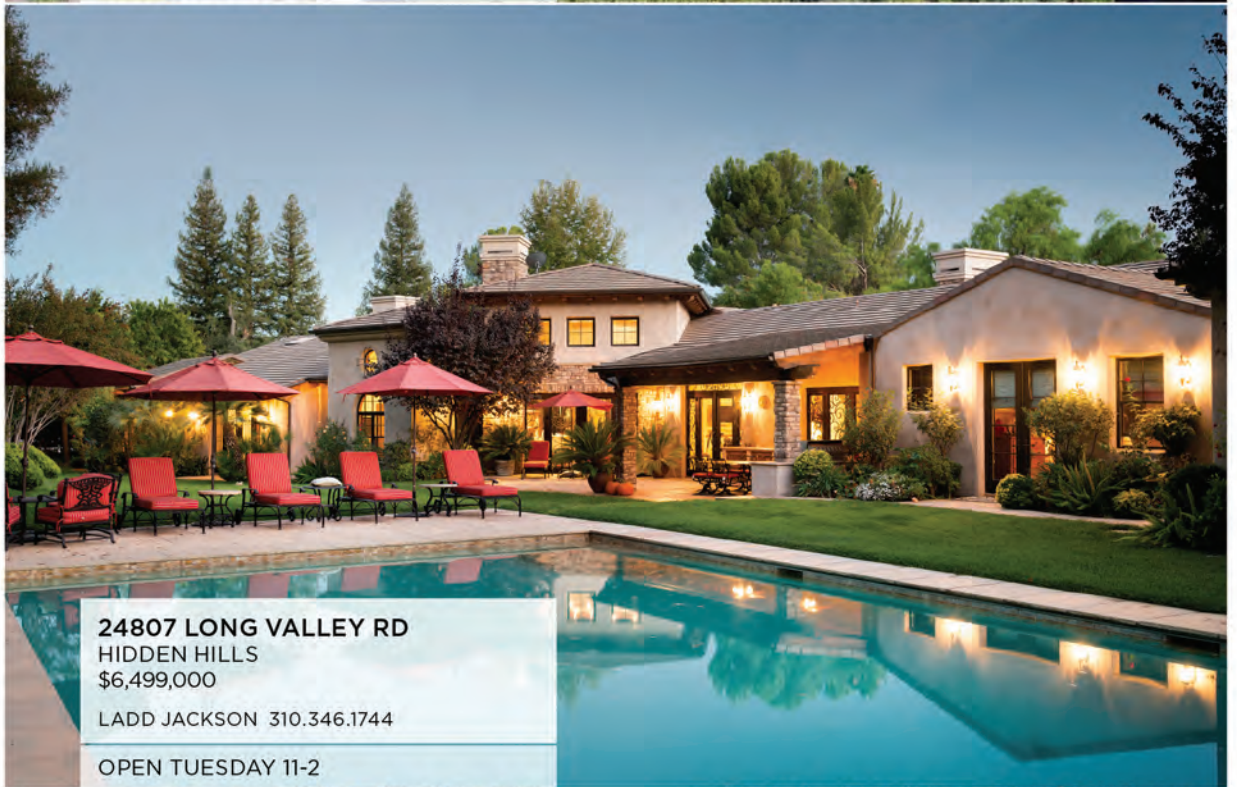 24807 LONG VALLEY RD
HIDDEN HILLS
$6,499,000
LADD JACKSON 310.346.1744
OPEN TUESDAY 11-2